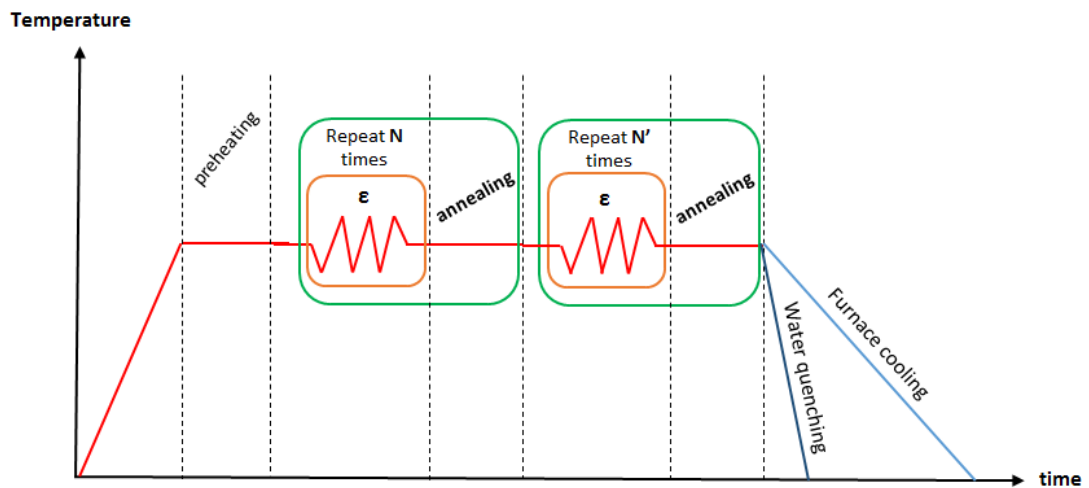 Temperature
preheating
Repeat N
times
ε
annealing
Repeat N’
times
ε
annealing
Water quenching
Furnace cooling
time